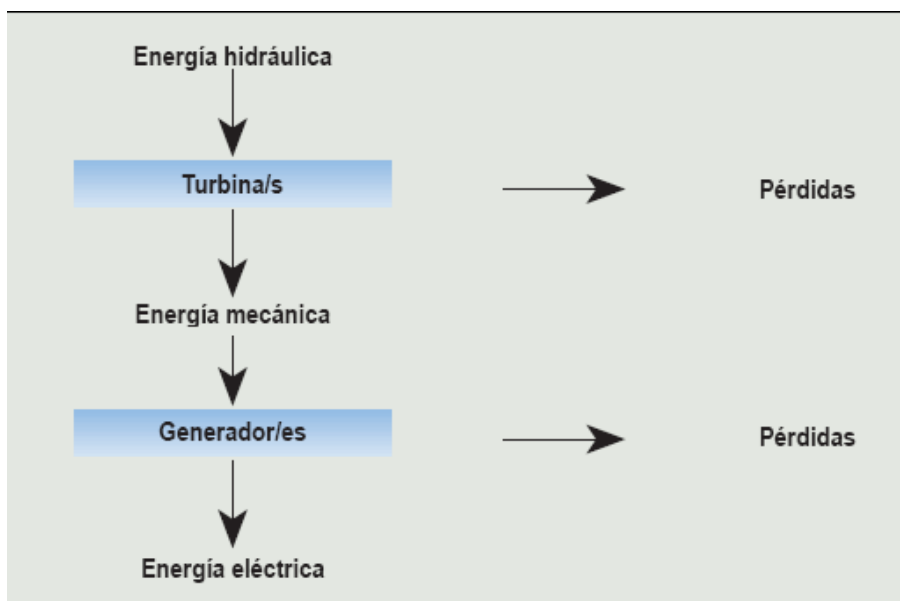 Energía hidráulica
Turbina/s
Pérdidas
Energía mecánica
Generador/es
Pérdidas
Energía eléctrica